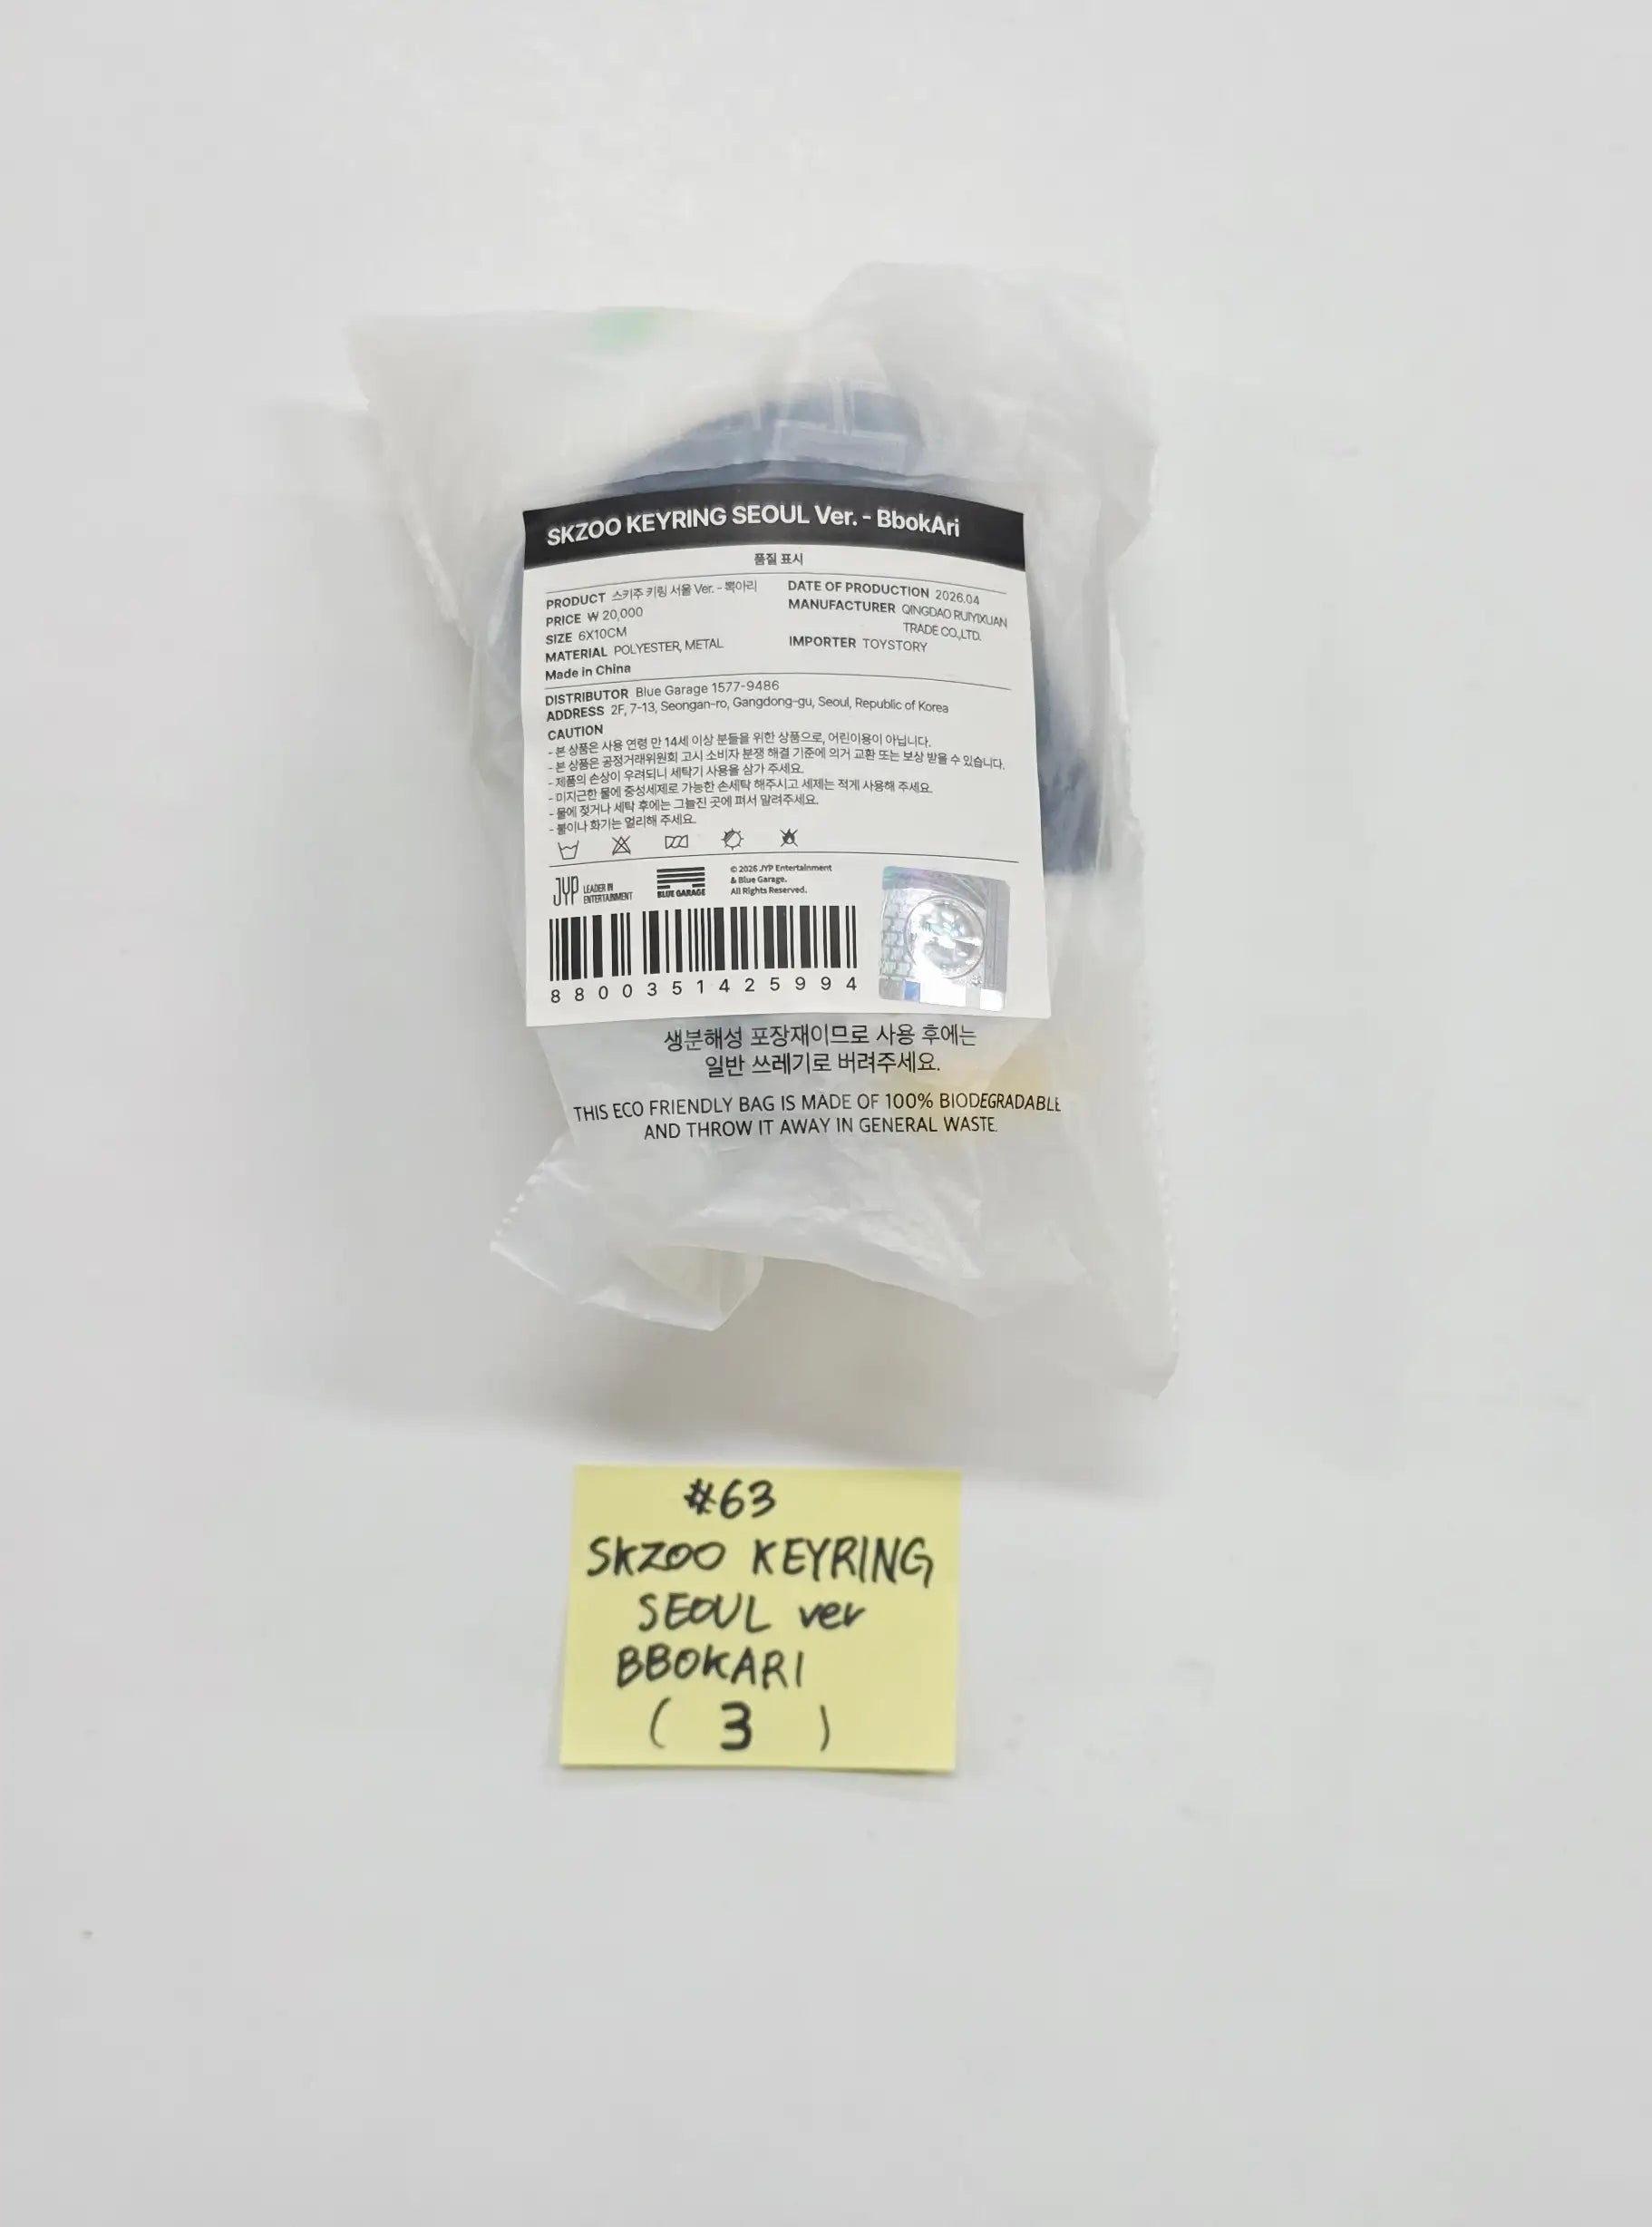 SKZOO KEYRING SEOUL Ver. - BbokAri
품질 표시
PRODUCT 스키주 키링 서울 Ver. - 뽁아리
PRICE ₩ 20,000
SIZE 6X10CM
MATERIAL POLYESTER, METAL
Made in China
DATE OF PRODUCTION 2026.04
MANUFACTURER QINGDAO RUIYIXUAN
TRADE CO.,LTD.
IMPORTER TOYSTORY
DISTRIBUTOR Blue Garage 1577-9486
ADDRESS 2F, 7-13, Seongan-ro, Gangdong-gu, Seoul, Republic of Korea
CAUTION
- 본 상품은 사용 연령 만 14세 이상 분들을 위한 상품으로, 어린이용이 아닙니다.
- 본 상품은 공정거래위원회 고시 소비자 분쟁 해결 기준에 의거 교환 또는 보상 받을 수 있습니다.
- 제품의 손상이 우려되니 세탁기 사용을 삼가 주세요.
- 미지근한 물에 중성세제로 가능한 손세탁 해주시고 세제는 적게 사용해 주세요.
- 물에 젖거나 세탁 후에는 그늘진 곳에 펴서 말려주세요.
- 불이나 화기는 멀리해 주세요.
JYP LEADER IN
ENTERTAINMENT
BLUE GARAGE
© 2026 JYP Entertainment
& Blue Garage.
All Rights Reserved.
8800351425994
생분해성 포장재이므로 사용 후에는
일반 쓰레기로 버려주세요.
THIS ECO FRIENDLY BAG IS MADE OF 100% BIODEGRADABLE
AND THROW IT AWAY IN GENERAL WASTE.
#63
SKZOO KEYRING
SEOUL ver
BBOKARI
( 3 )